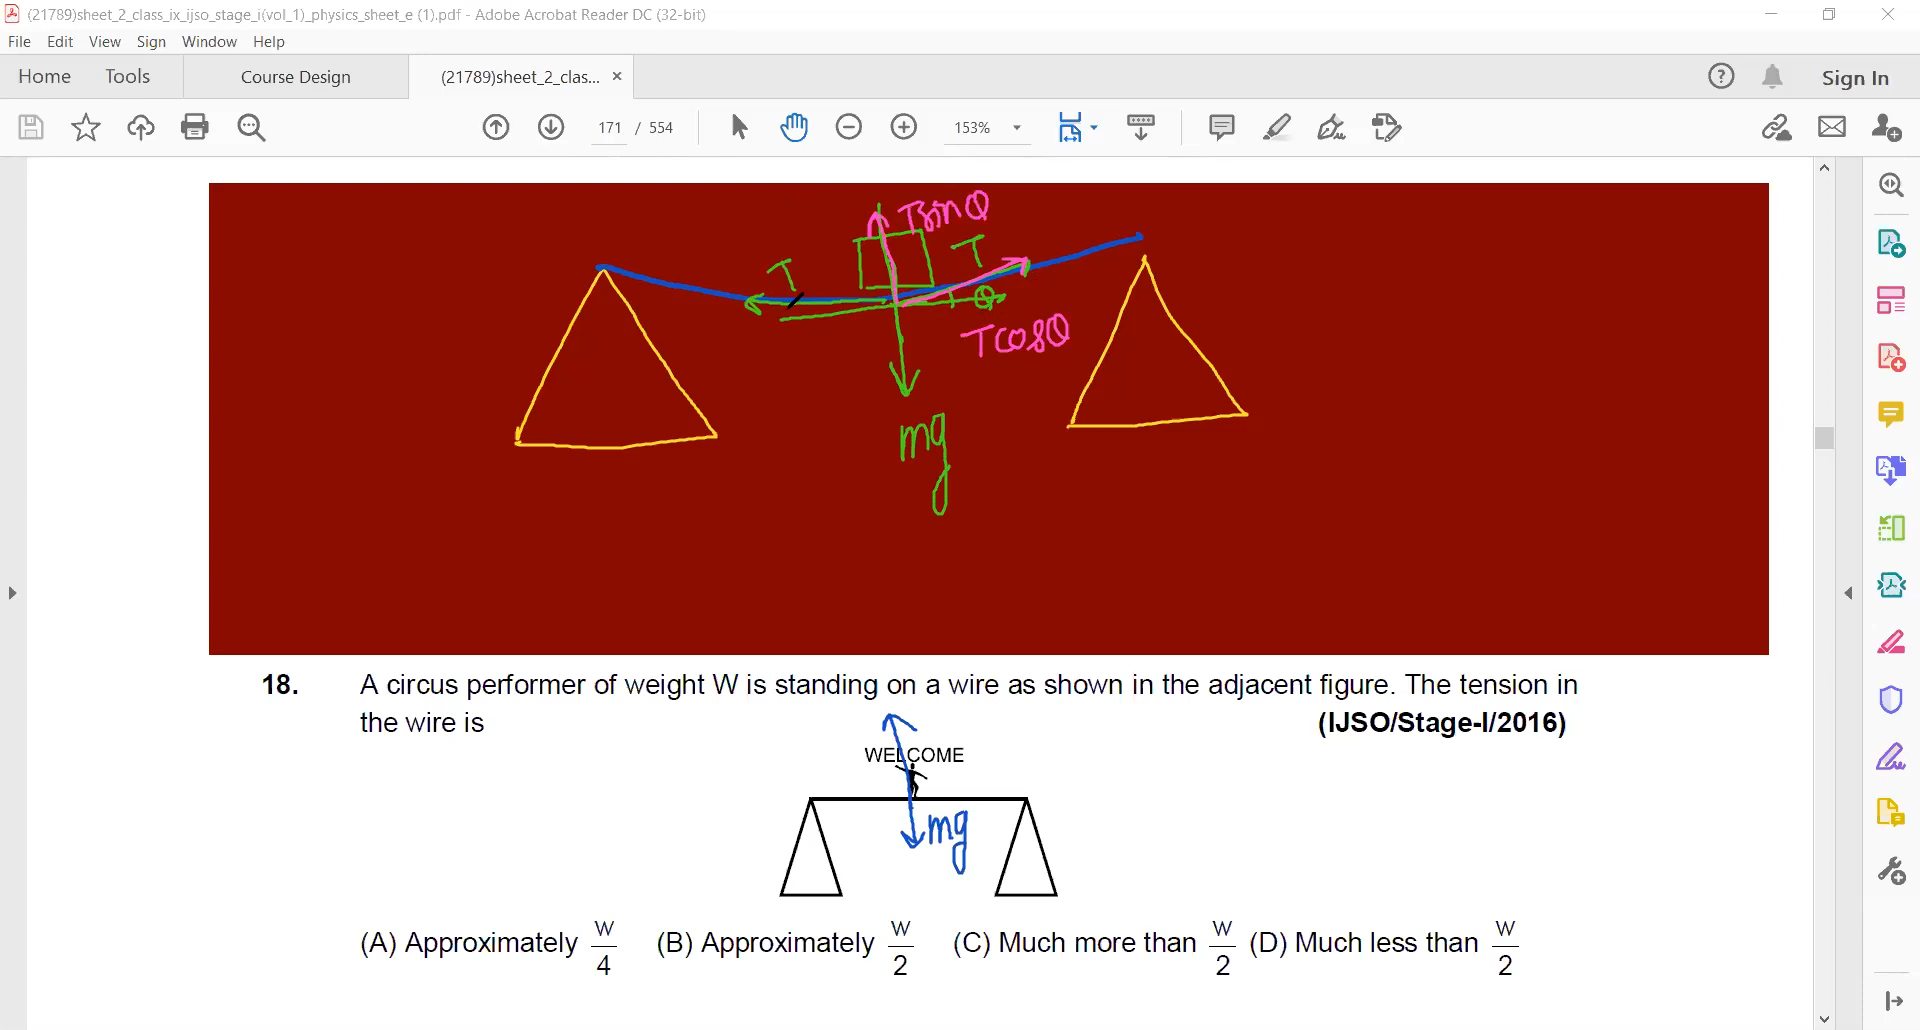 (21789)sheet_2_class_ix_ijso_stage_i(vol_1)_physics_sheet_e (1).pdf - Adobe Acrobat Reader DC (32-bit)
File Edit View Sign Window Help
Home Tools Course Design (21789)sheet_2_clas... × Sign In
171 / 554 153%
Tsinθ
T T
θ
Tcosθ
mg
18. A circus performer of weight W is standing on a wire as shown in the adjacent figure. The tension in
the wire is (IJSO/Stage-I/2016)
WELCOME
mg
(A) Approximately W/4 (B) Approximately W/2 (C) Much more than W/2 (D) Much less than W/2